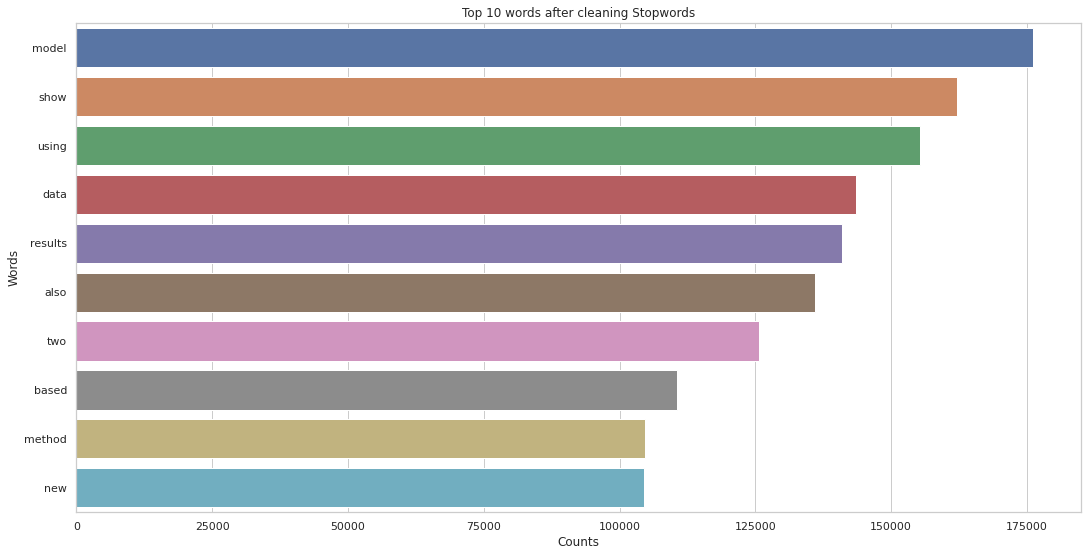 Top 10 words after cleaning Stopwords
Words
model
show
using
data
results
also
two
based
method
new
0 25000 50000 75000 100000 125000 150000 175000
Counts